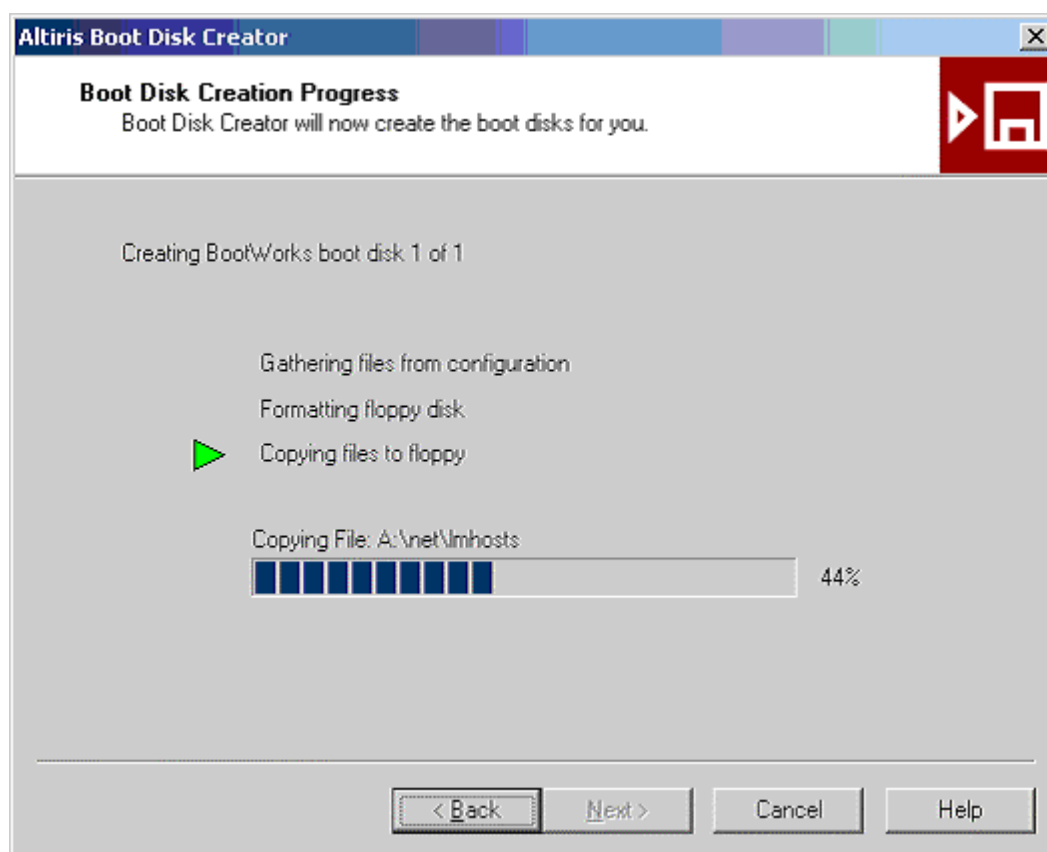 Altiris Boot Disk Creator
Boot Disk Creation Progress
Boot Disk Creator will now create the boot disks for you.
Creating BootWorks boot disk 1 of 1
Gathering files from configuration
Formatting floppy disk
Copying files to floppy
Copying File: A:\net\lmhosts
44%
< Back Next > Cancel Help